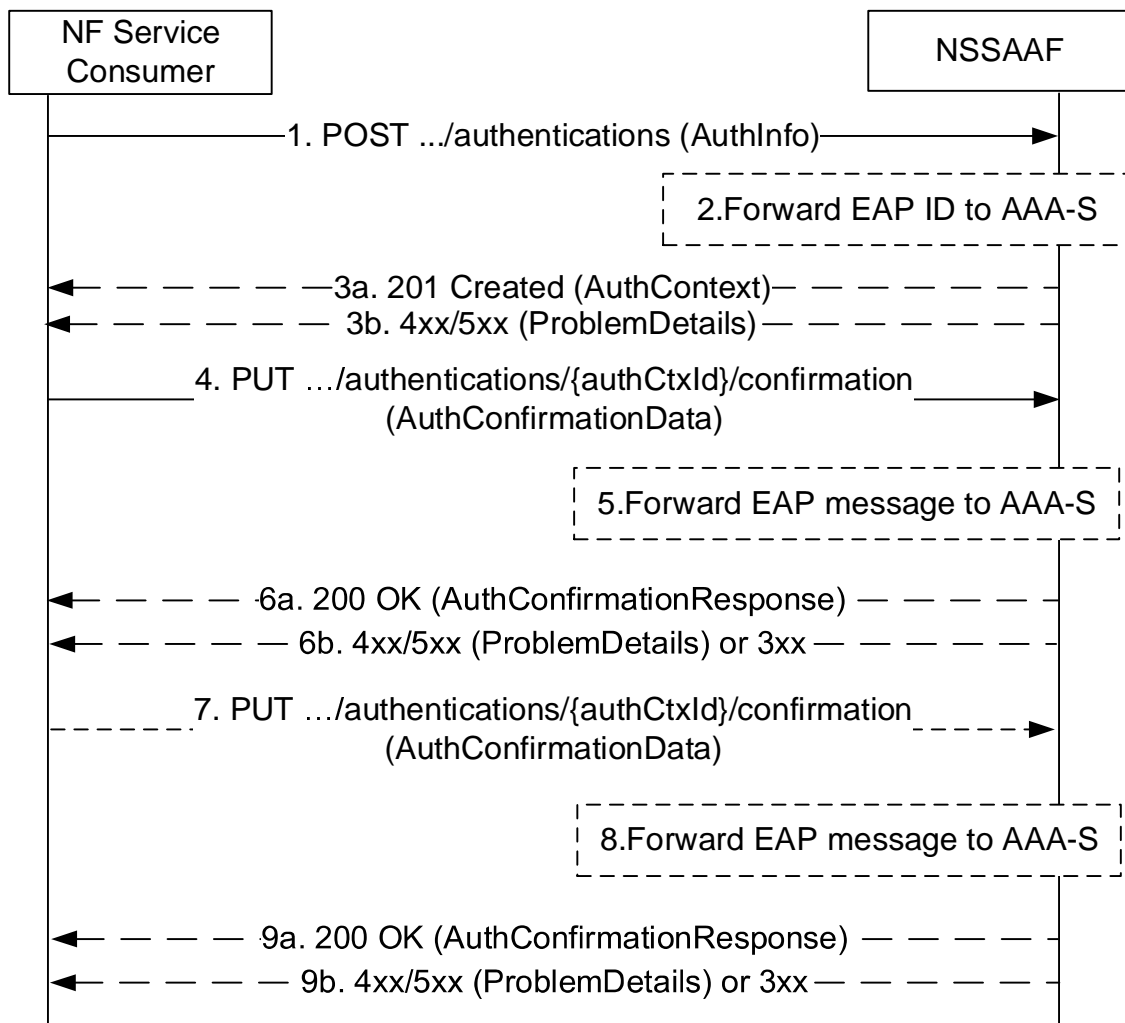 NF Service
Consumer
NSSAAF
1. POST .../authentications (AuthInfo)
2.Forward EAP ID to AAA-S
3a. 201 Created (AuthContext)
3b. 4xx/5xx (ProblemDetails)
4. PUT …/authentications/{authCtxId}/confirmation
(AuthConfirmationData)
5.Forward EAP message to AAA-S
6a. 200 OK (AuthConfirmationResponse)
6b. 4xx/5xx (ProblemDetails) or 3xx
7. PUT …/authentications/{authCtxId}/confirmation
(AuthConfirmationData)
8.Forward EAP message to AAA-S
9a. 200 OK (AuthConfirmationResponse)
9b. 4xx/5xx (ProblemDetails) or 3xx